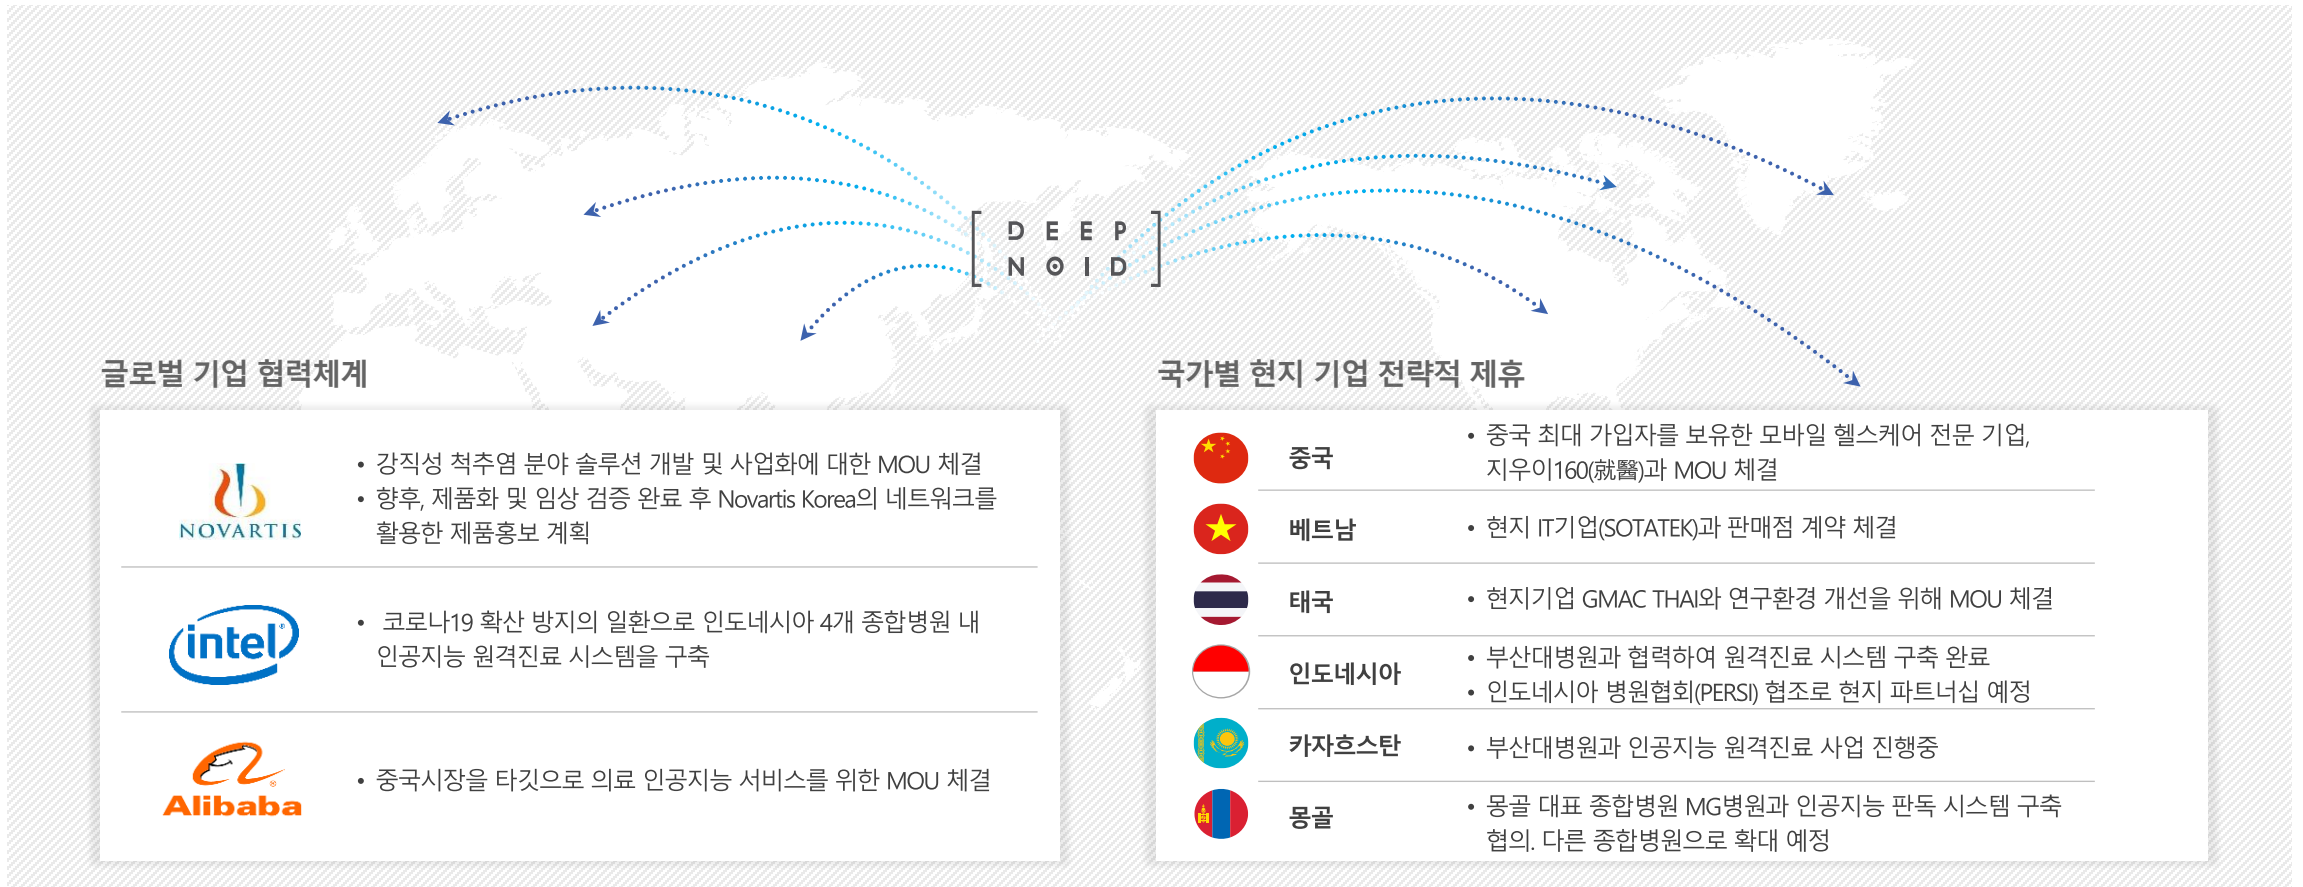 DEEP
NOID
글로벌 기업 협력체계
NOVARTIS
• 강직성 척추염 분야 솔루션 개발 및 사업화에 대한 MOU 체결
• 향후, 제품화 및 임상 검증 완료 후 Novartis Korea의 네트워크를
활용한 제품홍보 계획
intel®
• 코로나19 확산 방지의 일환으로 인도네시아 4개 종합병원 내
인공지능 원격진료 시스템을 구축
Alibaba®
• 중국시장을 타깃으로 의료 인공지능 서비스를 위한 MOU 체결
국가별 현지 기업 전략적 제휴
중국
• 중국 최대 가입자를 보유한 모바일 헬스케어 전문 기업,
지우이160(就醫)과 MOU 체결
베트남
• 현지 IT기업(SOTATEK)과 판매점 계약 체결
태국
• 현지기업 GMAC THAI와 연구환경 개선을 위해 MOU 체결
인도네시아
• 부산대병원과 협력하여 원격진료 시스템 구축 완료
• 인도네시아 병원협회(PERSI) 협조로 현지 파트너십 예정
카자흐스탄
• 부산대병원과 인공지능 원격진료 사업 진행중
몽골
• 몽골 대표 종합병원 MG병원과 인공지능 판독 시스템 구축
협의. 다른 종합병원으로 확대 예정